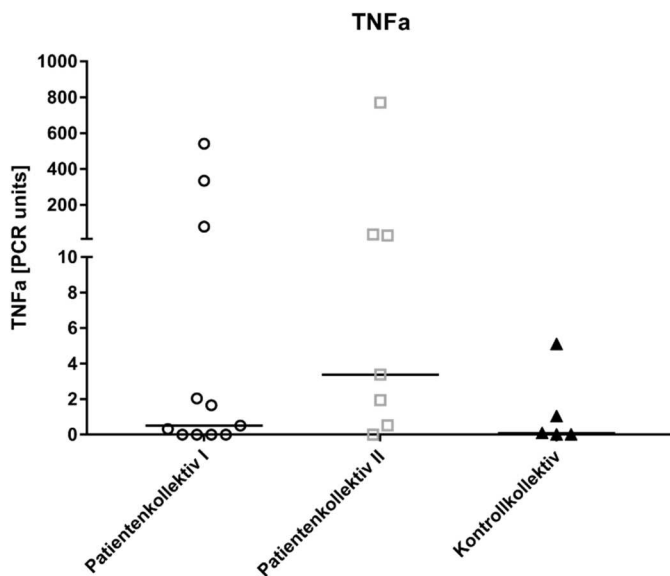 TNFa
1000
800
600
400
200
10
8
6
4
2
0
TNFa [PCR units]
Patientenkollektiv I
Patientenkollektiv II
Kontrollkollektiv